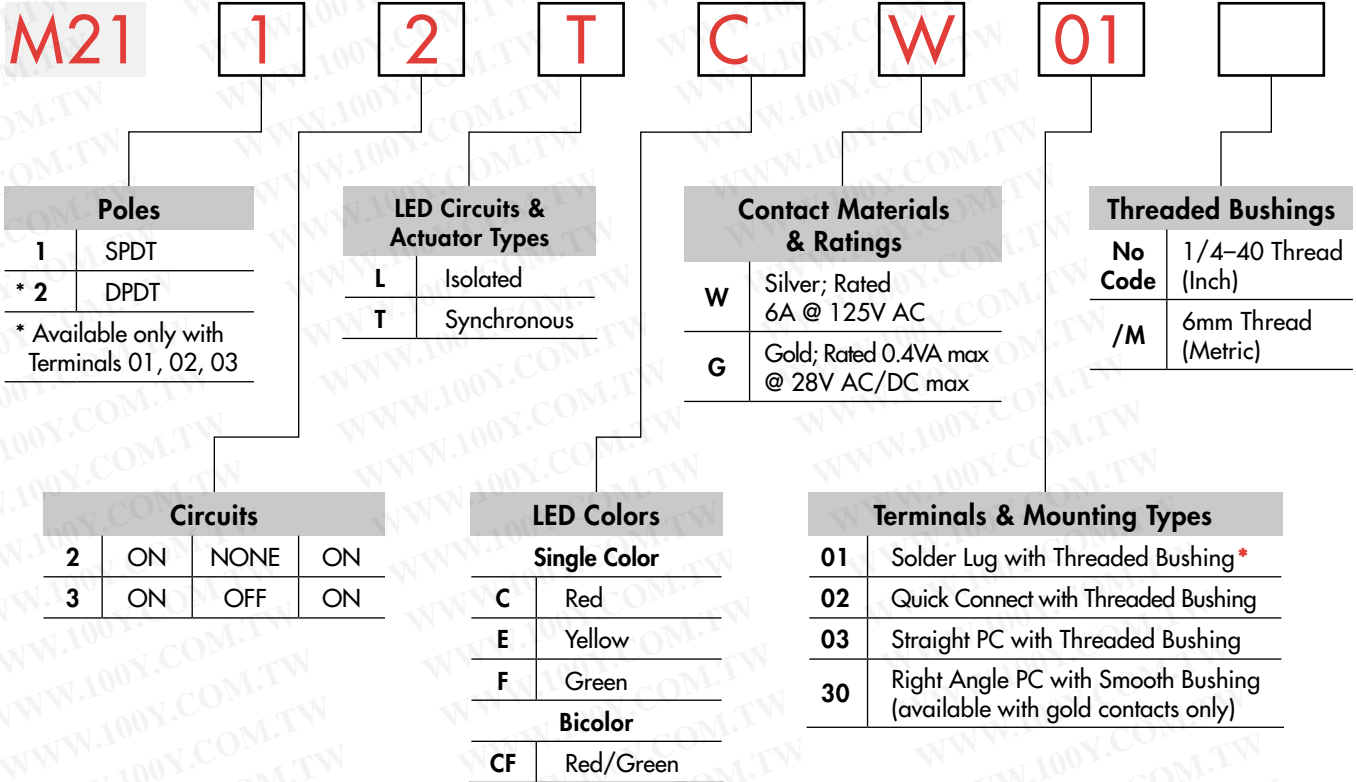 M21 1 2 T C W 01
Poles
1 SPDT
* 2 DPDT
* Available only with
Terminals 01, 02, 03
LED Circuits &
Actuator Types
L Isolated
T Synchronous
Contact Materials
& Ratings
W Silver; Rated
6A @ 125V AC
G Gold; Rated 0.4VA max
@ 28V AC/DC max
Threaded Bushings
No Code 1/4–40 Thread
(Inch)
/M 6mm Thread
(Metric)
Circuits
2 ON NONE ON
3 ON OFF ON
LED Colors
Single Color
C Red
E Yellow
F Green
Bicolor
CF Red/Green
Terminals & Mounting Types
01 Solder Lug with Threaded Bushing*
02 Quick Connect with Threaded Bushing
03 Straight PC with Threaded Bushing
30 Right Angle PC with Smooth Bushing
(available with gold contacts only)
WWW.100Y.COM.TW